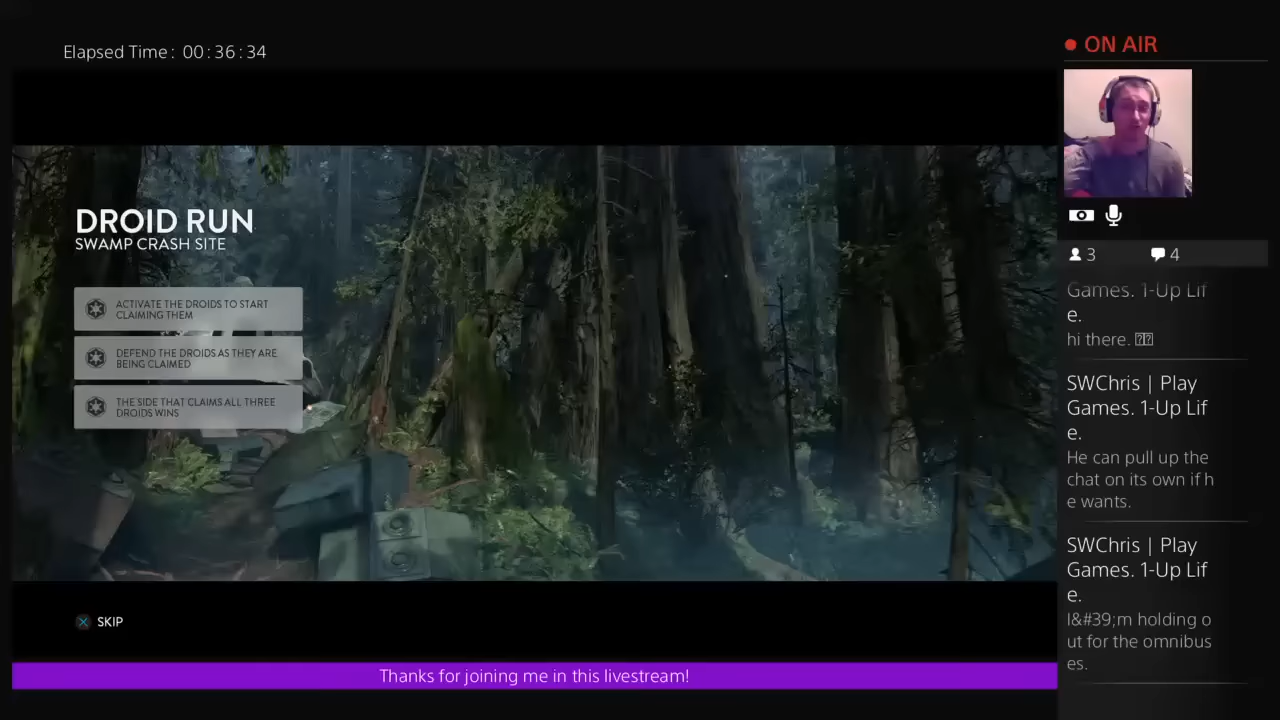 Elapsed Time: 00:36:34
ON AIR
DROID RUN
SWAMP CRASH SITE
ACTIVATE THE DROIDS TO START
CLAIMING THEM
DEFEND THE DROIDS AS THEY ARE
BEING CLAIMED
THE SIDE THAT CLAIMS ALL THREE
DROIDS WINS
SKIP
Thanks for joining me in this livestream!
3 4
Games. 1-Up Lif
e.
hi there.
SWChris | Play
Games. 1-Up Lif
e.
He can pull up the
chat on its own if h
e wants.
SWChris | Play
Games. 1-Up Lif
e.
I&#39;m holding o
ut for the omnibus
es.